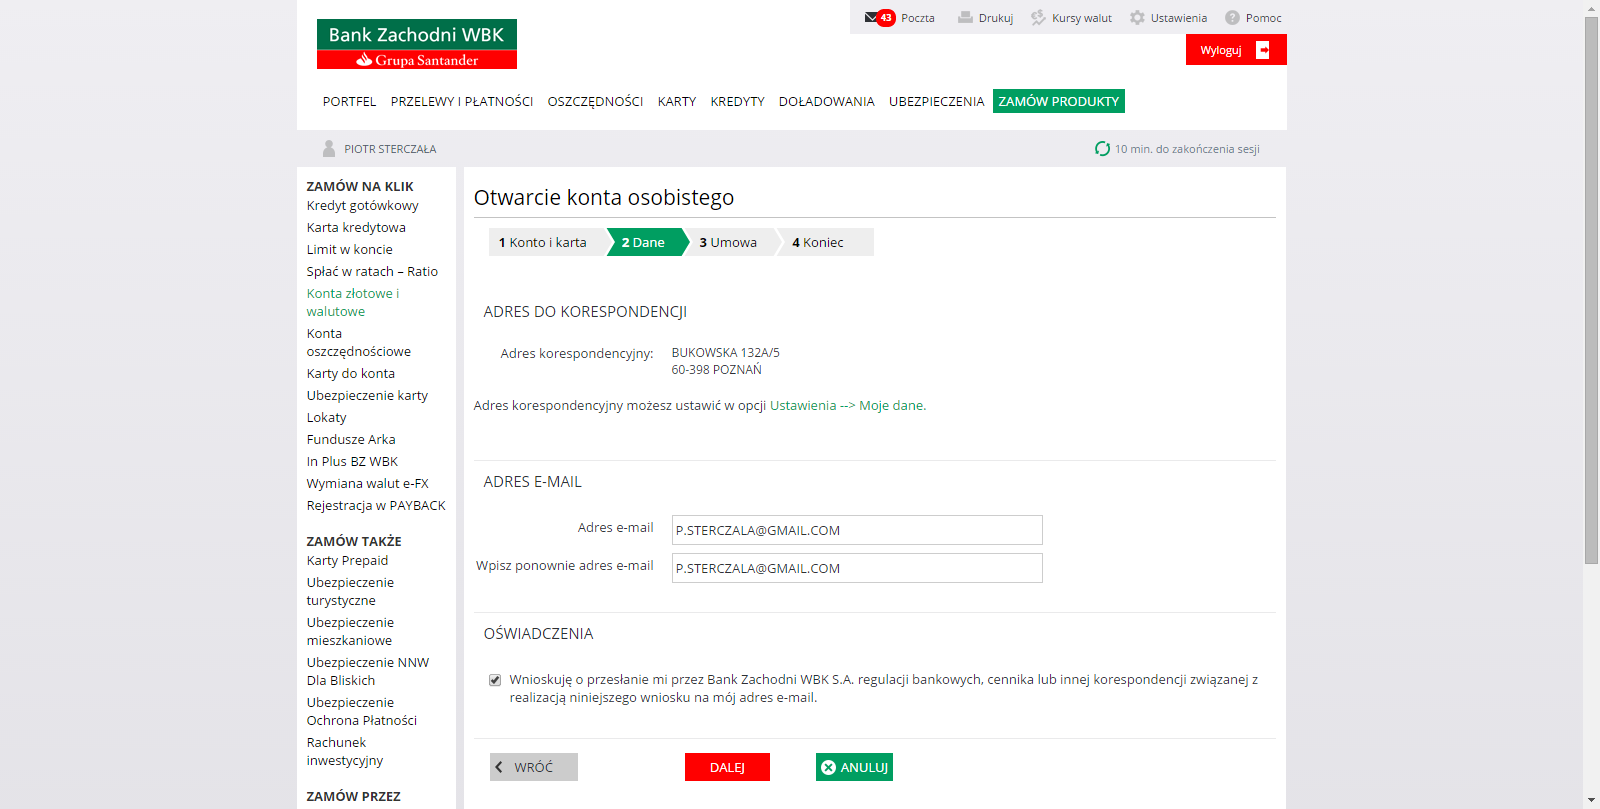 43 Poczta Drukuj Kursy walut Ustawienia Pomoc
Bank Zachodni WBK
Grupa Santander
Wyloguj
PORTFEL PRZELEWY I PŁATNOŚCI OSZCZĘDNOŚCI KARTY KREDYTY DOŁADOWANIA UBEZPIECZENIA ZAMÓW PRODUKTY
PIOTR STERCZAŁA
10 min. do zakończenia sesji
ZAMÓW NA KLIK
Kredyt gotówkowy
Karta kredytowa
Limit w koncie
Spłać w ratach – Ratio
Konta złotowe i
walutowe
Konta
oszczędnościowe
Karty do konta
Ubezpieczenie karty
Lokaty
Fundusze Arka
In Plus BZ WBK
Wymiana walut e-FX
Rejestracja w PAYBACK
ZAMÓW TAKŻE
Karty Prepaid
Ubezpieczenie
turystyczne
Ubezpieczenie
mieszkaniowe
Ubezpieczenie NNW
Dla Bliskich
Ubezpieczenie
Ochrona Płatności
Rachunek
inwestycyjny
ZAMÓW PRZEZ
Otwarcie konta osobistego
1 Konto i karta 2 Dane 3 Umowa 4 Koniec
ADRES DO KORESPONDENCJI
Adres korespondencyjny: BUKOWSKA 132A/5
60-398 POZNAŃ
Adres korespondencyjny możesz ustawić w opcji Ustawienia --> Moje dane.
ADRES E-MAIL
Adres e-mail P.STERCZALA@GMAIL.COM
Wpisz ponownie adres e-mail P.STERCZALA@GMAIL.COM
OŚWIADCZENIA
Wnioskuję o przesłanie mi przez Bank Zachodni WBK S.A. regulacji bankowych, cennika lub innej korespondencji związanej z
realizacją niniejszego wniosku na mój adres e-mail.
WRÓĆ DALEJ ANULUJ